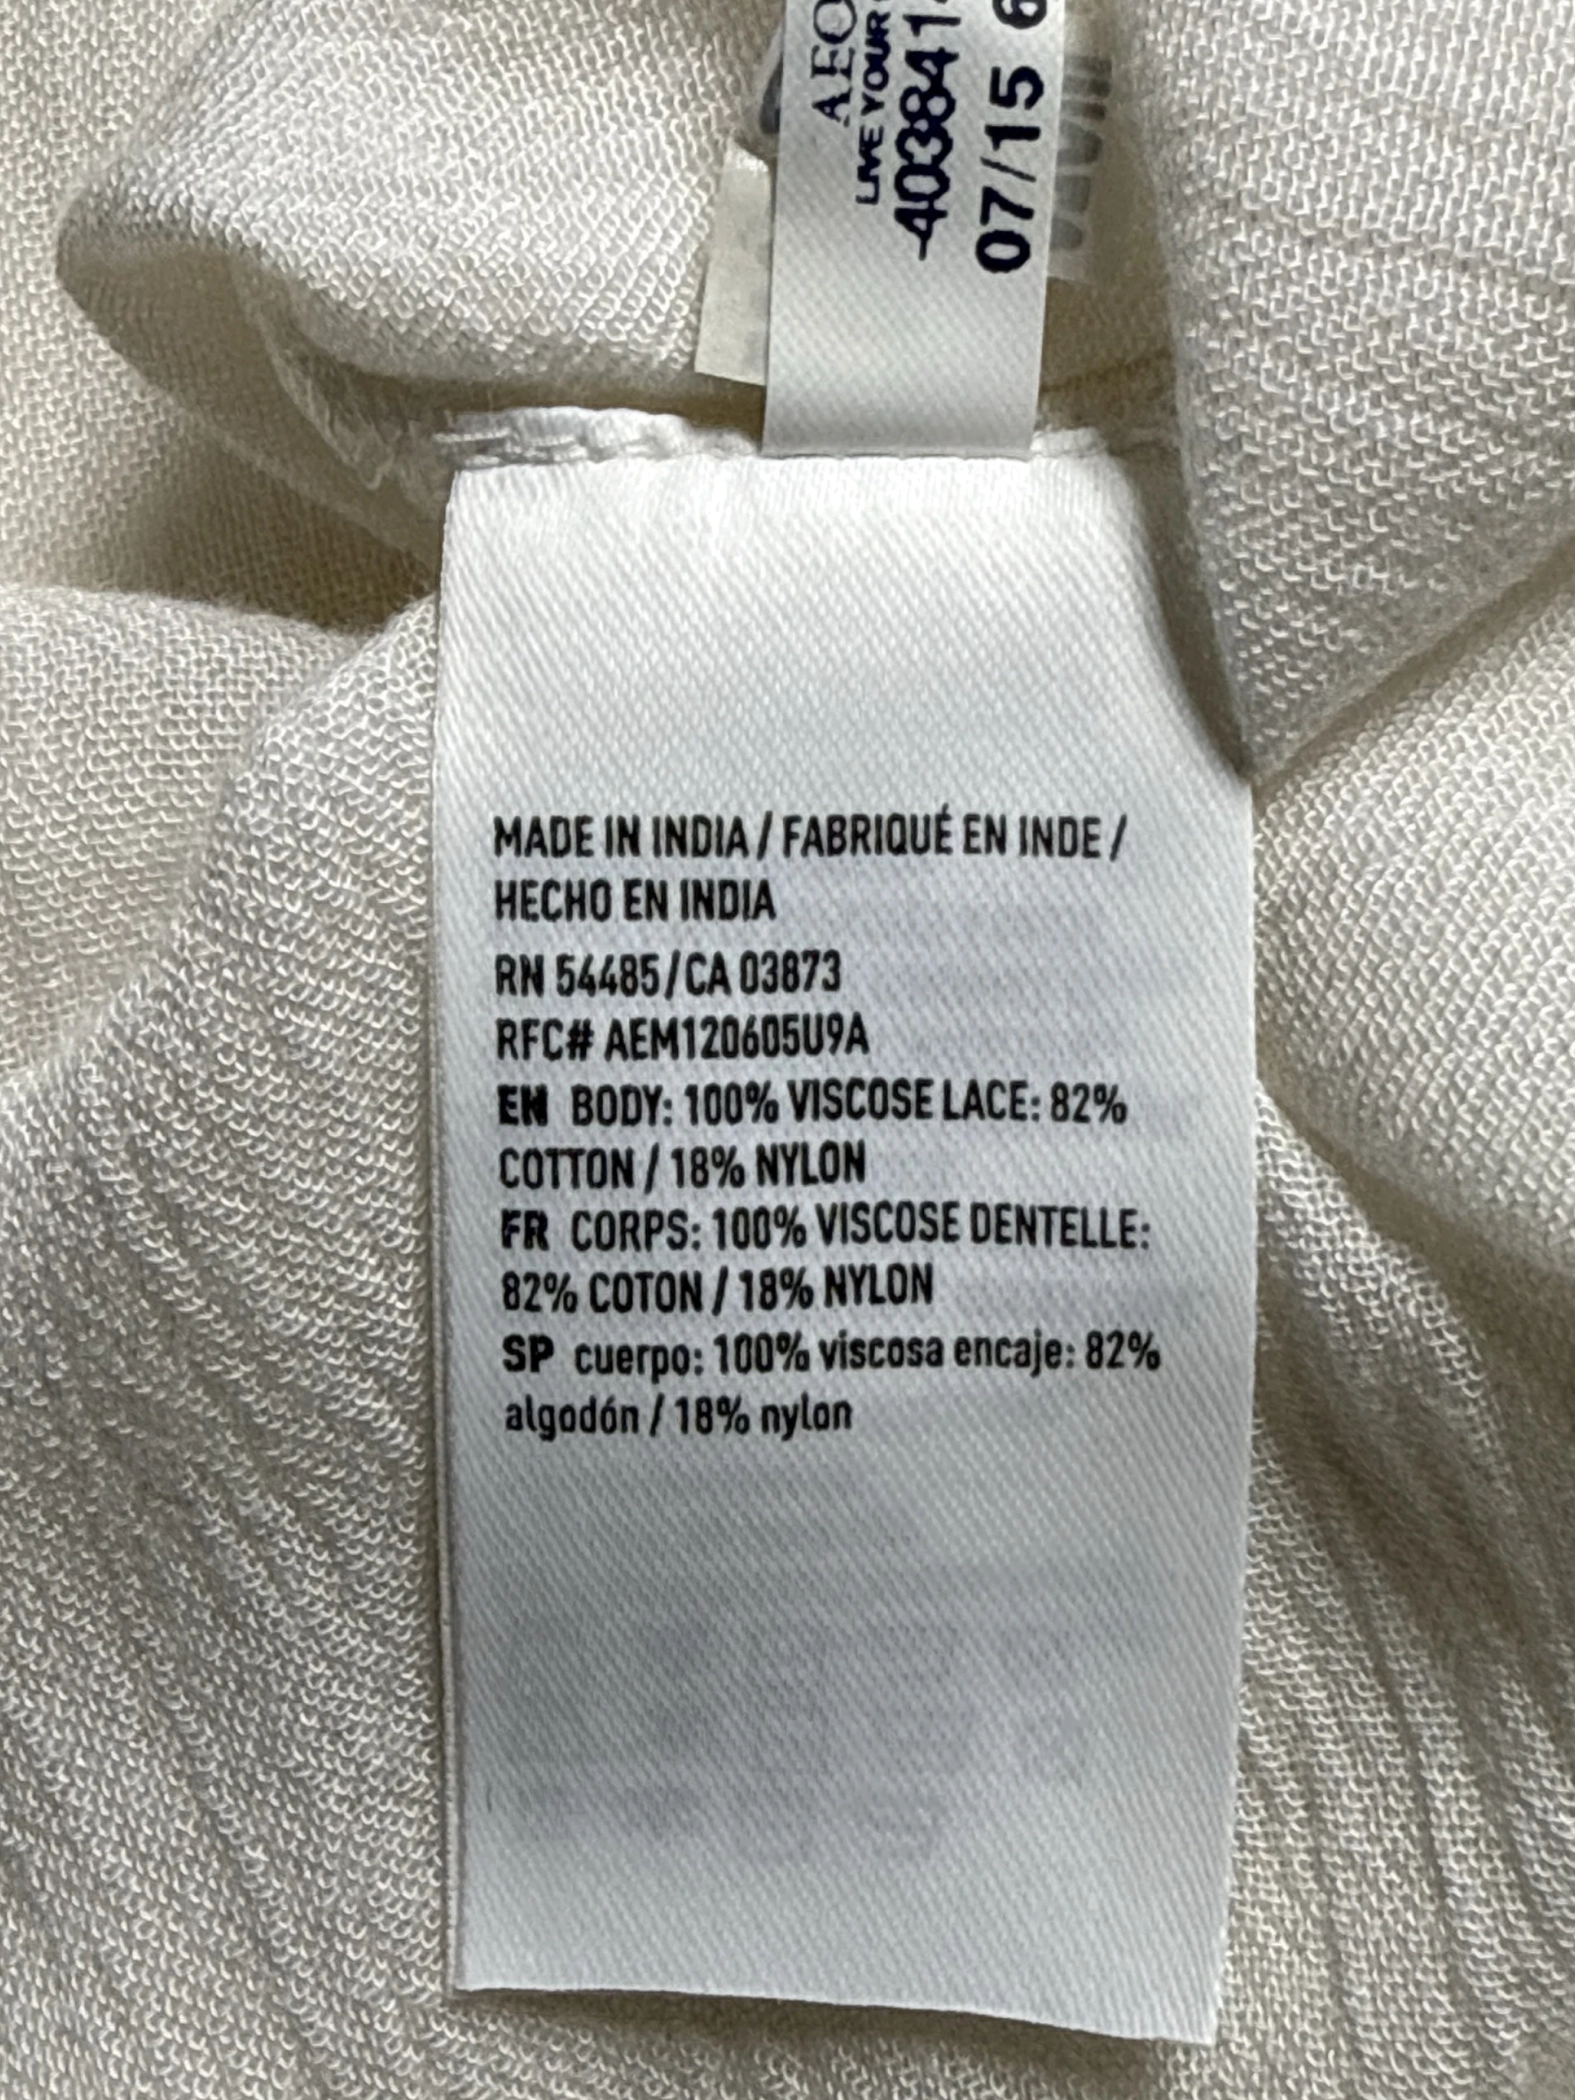 AEO
LIVE YOUR
4038414
07/15 6
MADE IN INDIA / FABRIQUÉ EN INDE /
HECHO EN INDIA
RN 54485/CA 03873
RFC# AEM120605U9A
EN BODY: 100% VISCOSE LACE: 82%
COTTON / 18% NYLON
FR CORPS: 100% VISCOSE DENTELLE:
82% COTON / 18% NYLON
SP cuerpo: 100% viscosa encaje: 82%
algodón / 18% nylon